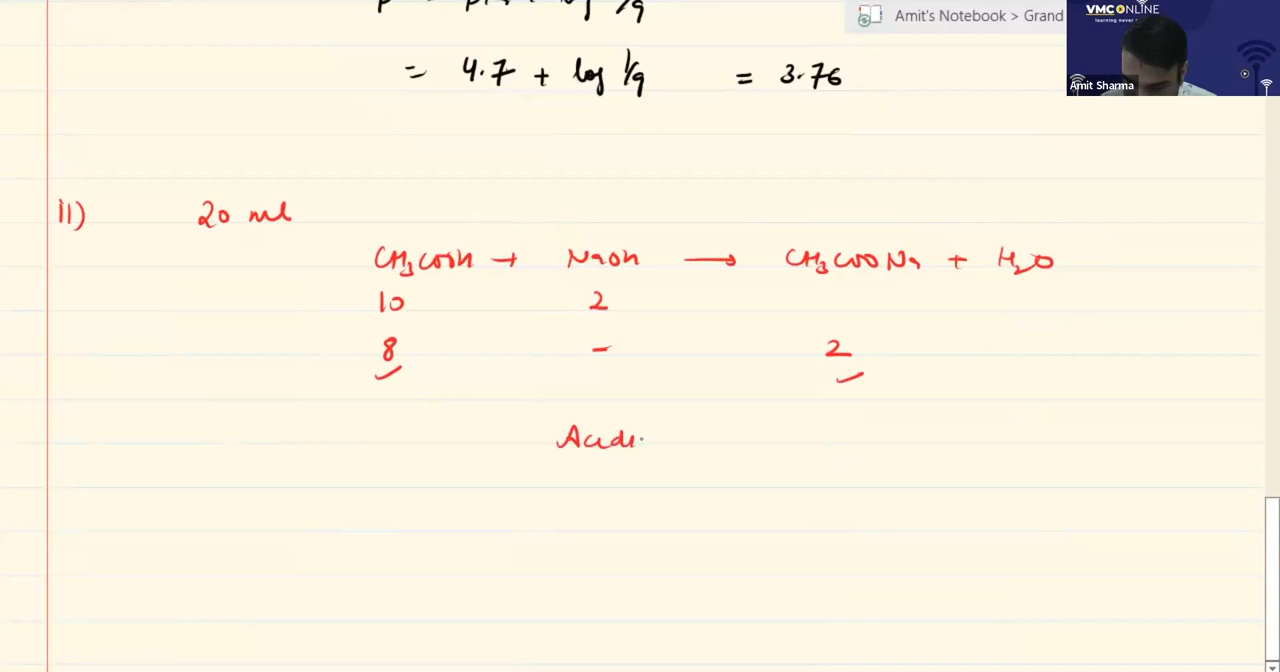 = 4.7 + log 1/9 = 3.76
Amit's Notebook > Grand
VMC ONLINE
Amit Sharma
II) 20 ml
CH3COOH + NaOH → CH3COONa + H2O
10 2
8 - 2
Acidi